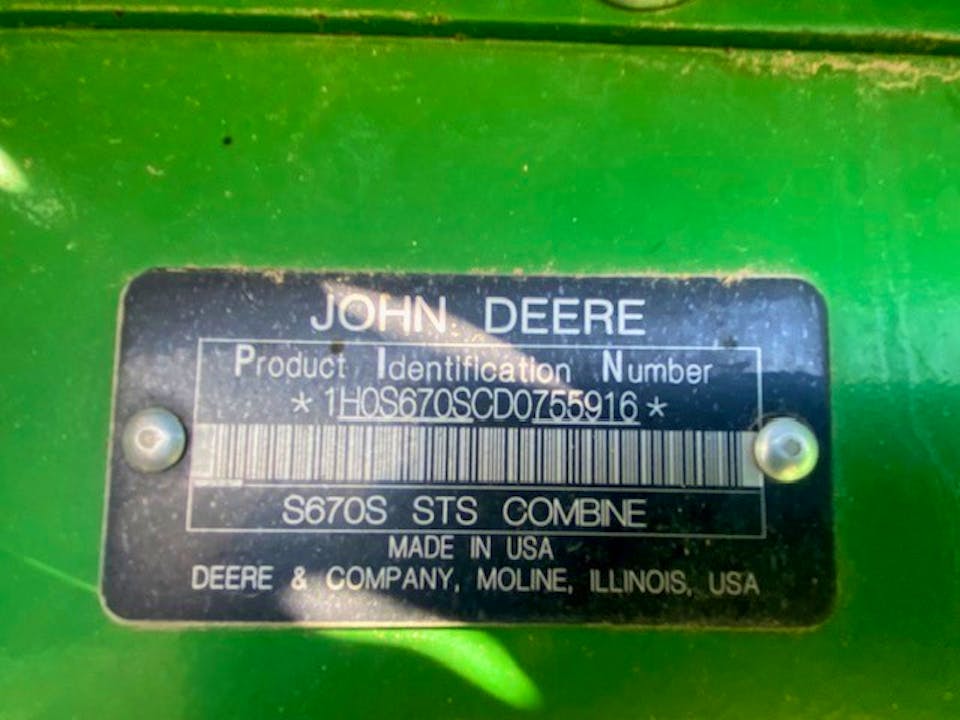 JOHN DEERE
Product Identification Number
*1H0S670SCD0755916*
S670S STS COMBINE
MADE IN USA
DEERE & COMPANY, MOLINE, ILLINOIS, USA